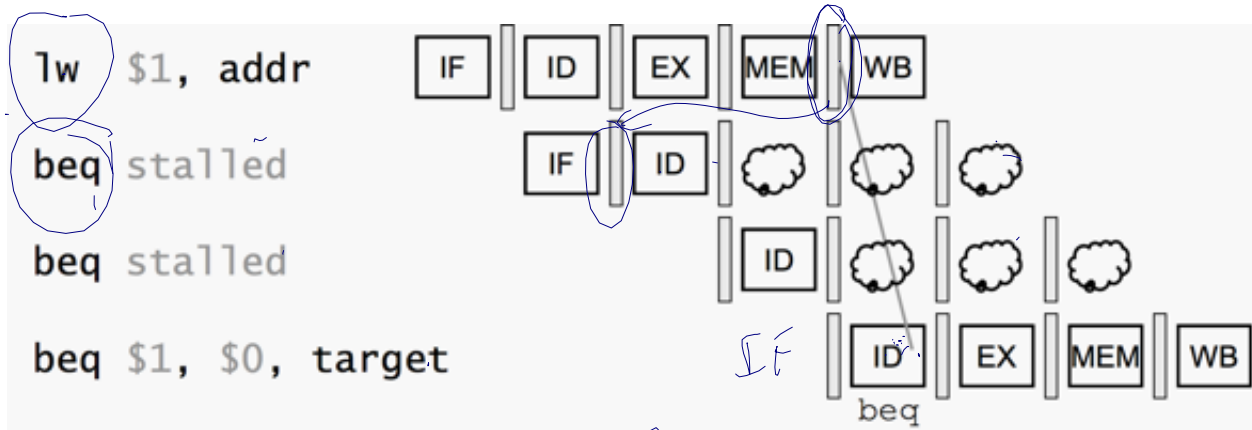 lw $1, addr IF ID EX MEM WB
beq stalled IF ID
beq stalled ID
beq $1, $0, target IF ID EX MEM WB
beq